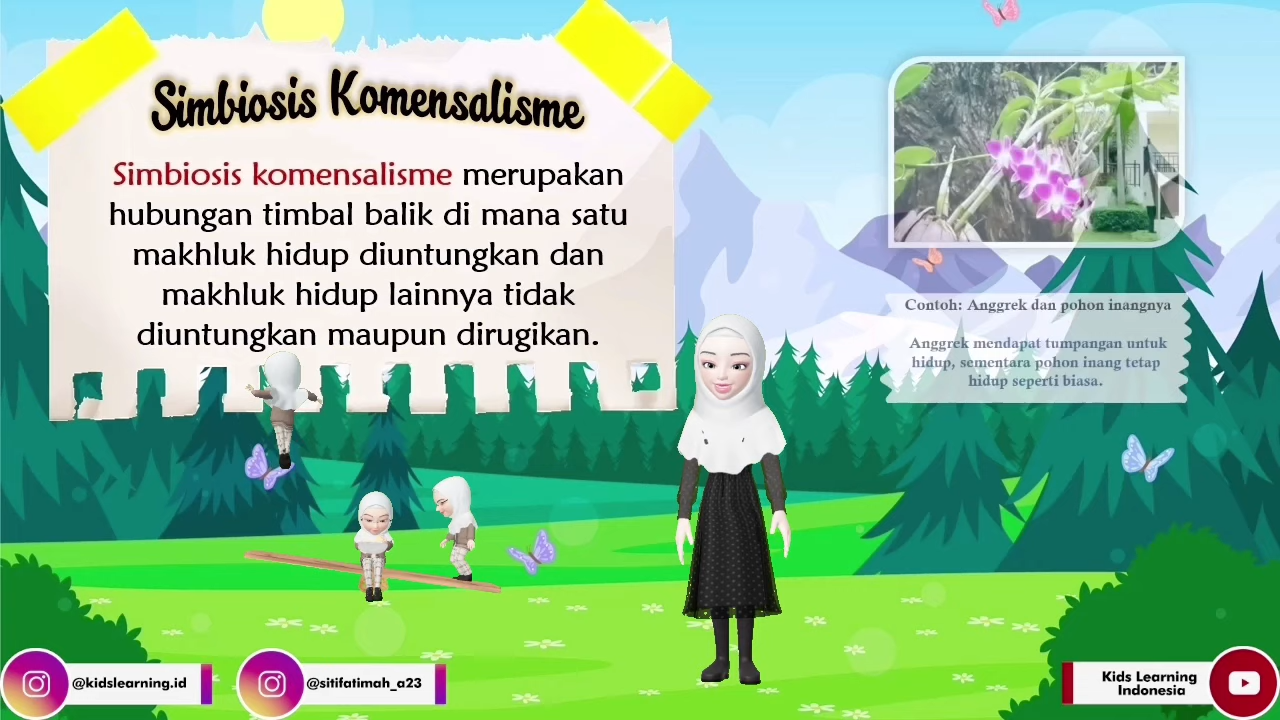 Simbiosis Komensalisme
Simbiosis komensalisme merupakan
hubungan timbal balik di mana satu
makhluk hidup diuntungkan dan
makhluk hidup lainnya tidak
diuntungkan maupun dirugikan.
Contoh: Anggrek dan pohon inangnya
Anggrek mendapat tumpangan untuk
hidup, sementara pohon inang tetap
hidup seperti biasa.
@kidslearning.id
@sitifatimah_a23
Kids Learning
Indonesia